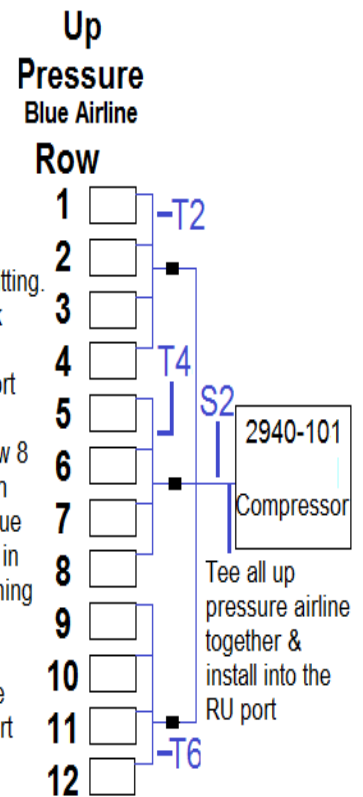 Up
Pressure
Blue Airline
Row
1
T2
2
3
4
T4
5
S2
2940-101
6
Compressor
7
8
Tee all up
pressure airline
together &
install into the
RU port
9
10
11
T6
12
in